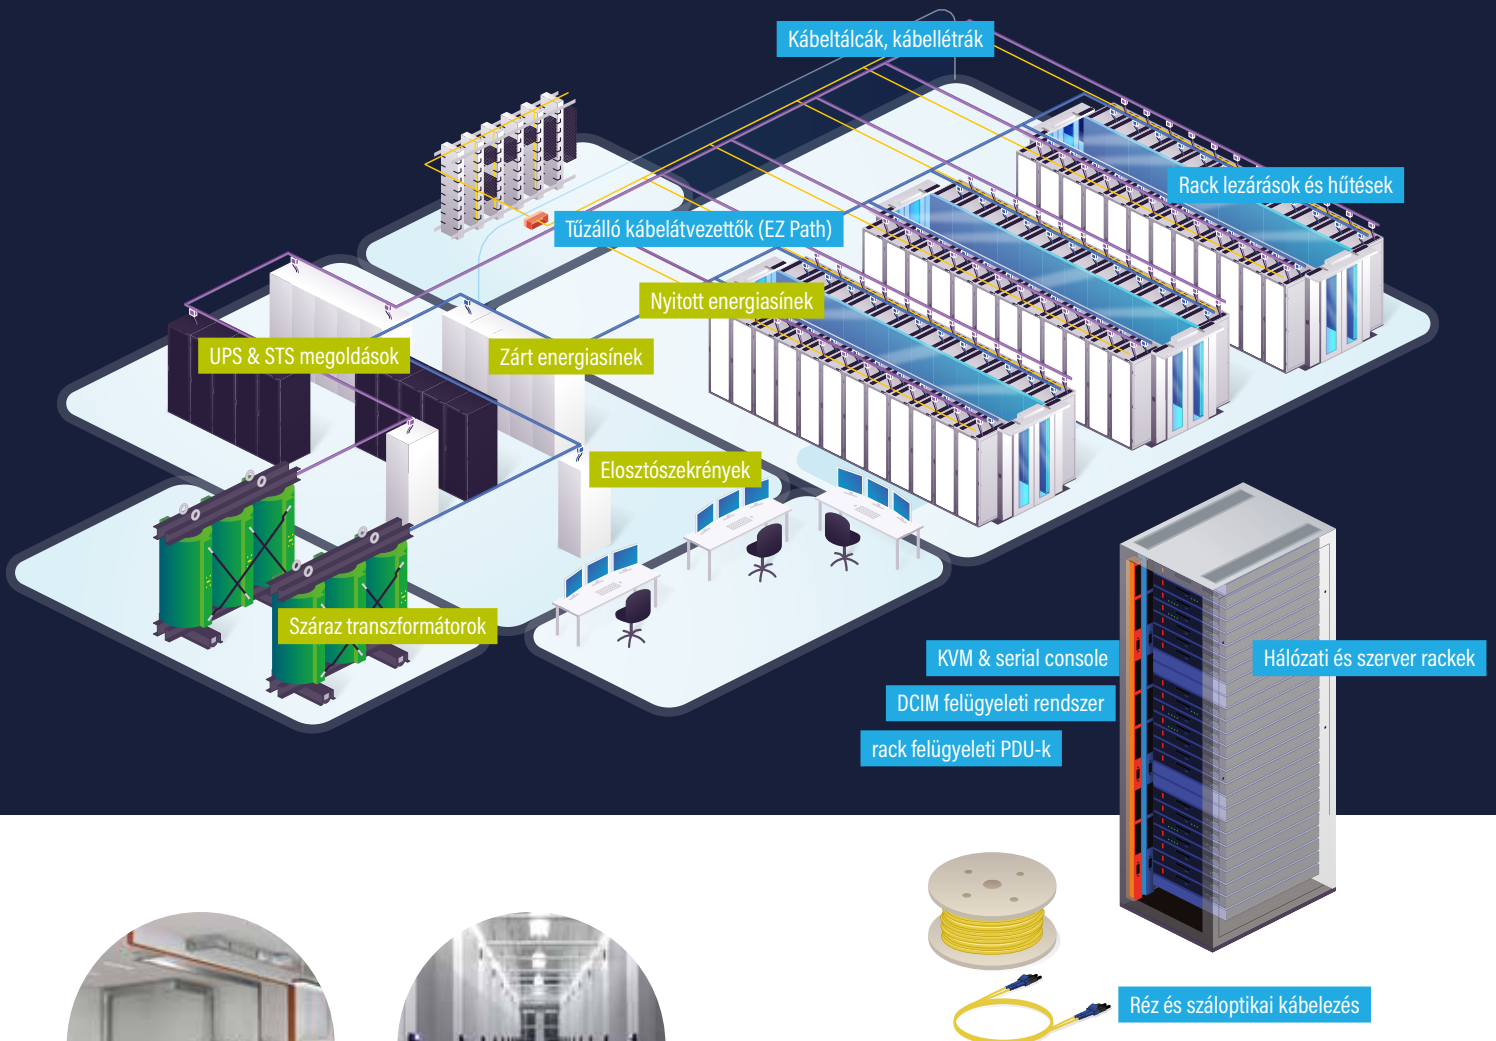 Kábeltálcák, kábellétrák
Rack lezárások és hűtések
Tűzálló kábelátvezettők (EZ Path)
Nyitott energiasínek
UPS & STS megoldások
Zárt energiasínek
Elosztószekrények
Száraz transzformátorok
KVM & serial console
Hálózati és szerver rackek
DCIM felügyeleti rendszer
rack felügyeleti PDU-k
Réz és száloptikai kábelezés